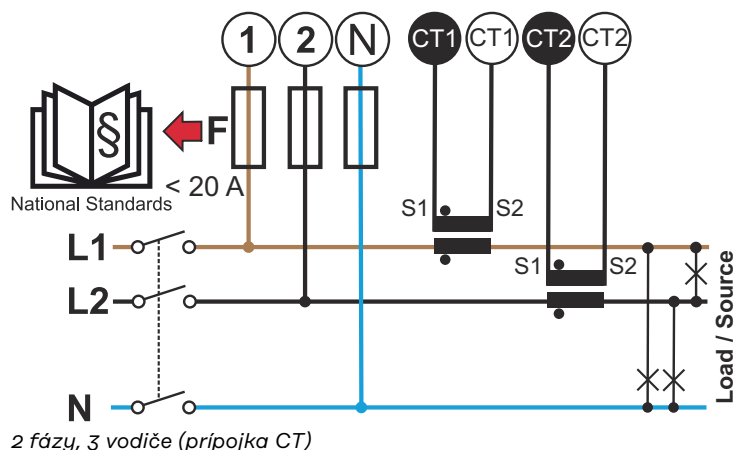 1 2 N CT1 CT1 CT2 CT2
§ F
< 20 A
National Standards
S1 S2
L1
S1 S2
L2
Load / Source
N
2 fázy, 3 vodiče (prípojka CT)